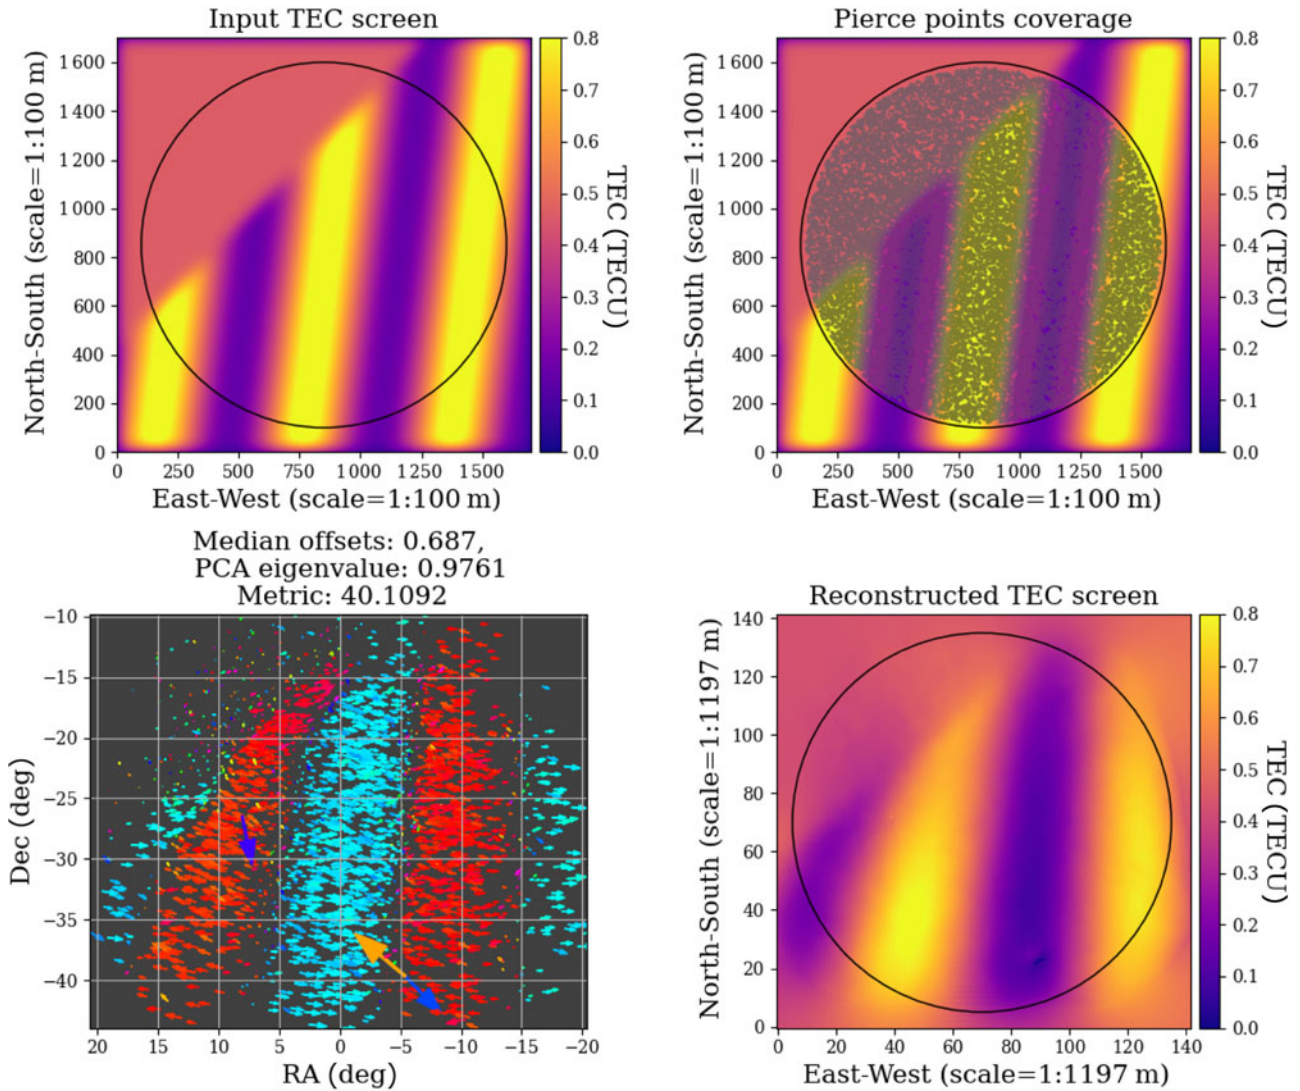 Input TEC screen
North-South (scale=1:100 m)
1600
1400
1200
1000
800
600
400
200
0
0 250 500 750 1000 1250 1500
East-West (scale=1:100 m)
0.8
0.7
0.6
0.5
0.4
0.3
0.2
0.1
0.0
TEC (TECU)
Pierce points coverage
North-South (scale=1:100 m)
1600
1400
1200
1000
800
600
400
200
0
0 250 500 750 1000 1250 1500
East-West (scale=1:100 m)
0.8
0.7
0.6
0.5
0.4
0.3
0.2
0.1
0.0
TEC (TECU)
Median offsets: 0.687,
PCA eigenvalue: 0.9761
Metric: 40.1092
Dec (deg)
−10
−15
−20
−25
−30
−35
−40
20 15 10 5 0 −5 −10 −15 −20
RA (deg)
Reconstructed TEC screen
North-South (scale=1:1197 m)
140
120
100
80
60
40
20
0
0 20 40 60 80 100 120 140
East-West (scale=1:1197 m)
0.8
0.7
0.6
0.5
0.4
0.3
0.2
0.1
0.0
TEC (TECU)